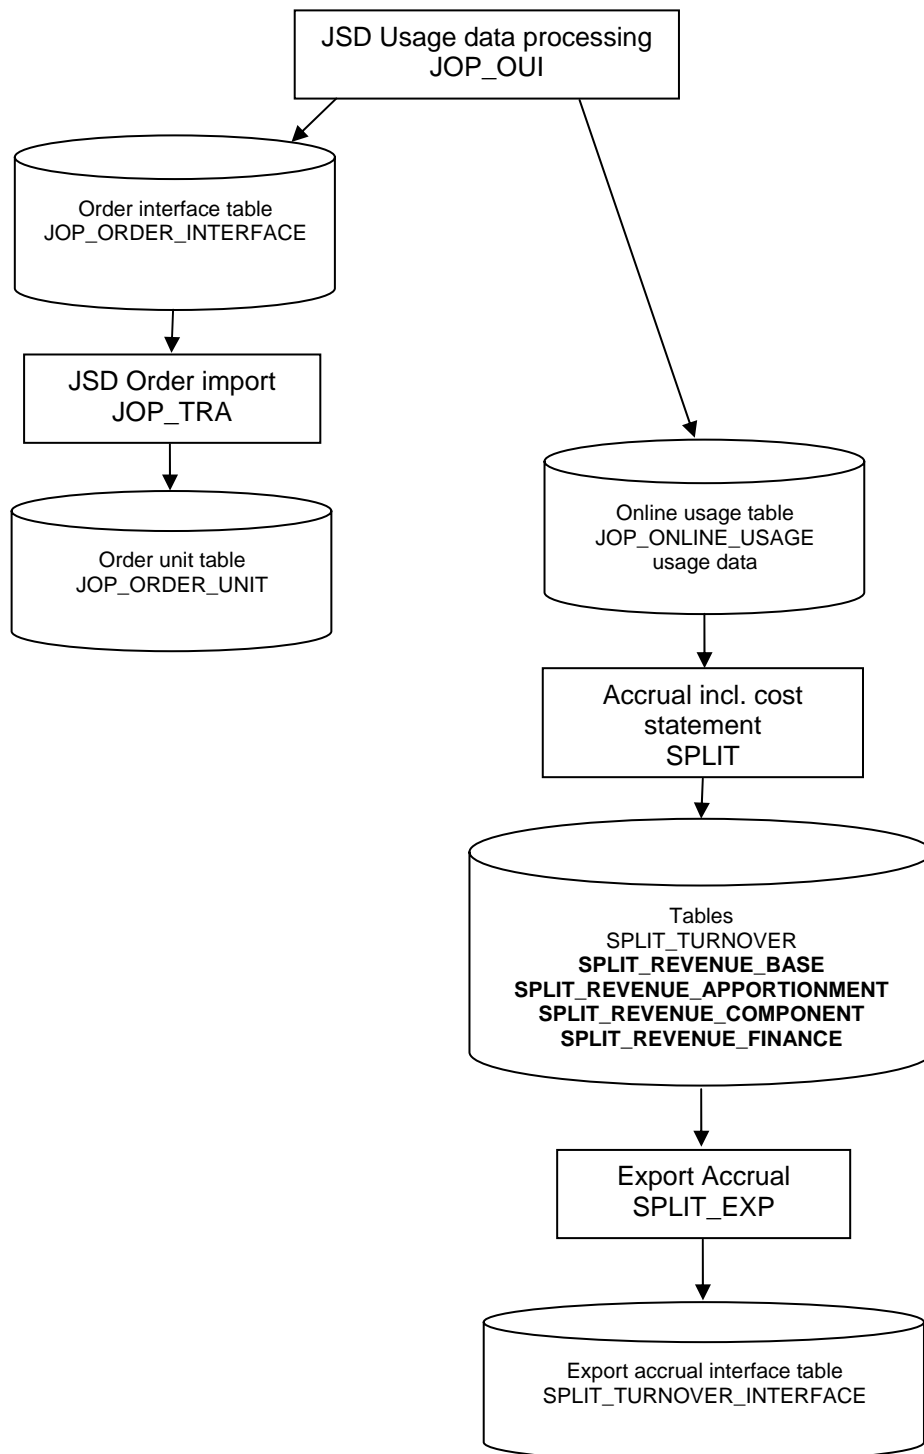 JSD Usage data processing
JOP_OUI
Order interface table
JOP_ORDER_INTERFACE
JSD Order import
JOP_TRA
Order unit table
JOP_ORDER_UNIT
Online usage table
JOP_ONLINE_USAGE
usage data
Accrual incl. cost
statement
SPLIT
Tables
SPLIT_TURNOVER
SPLIT_REVENUE_BASE
SPLIT_REVENUE_APPORTIONMENT
SPLIT_REVENUE_COMPONENT
SPLIT_REVENUE_FINANCE
Export Accrual
SPLIT_EXP
Export accrual interface table
SPLIT_TURNOVER_INTERFACE